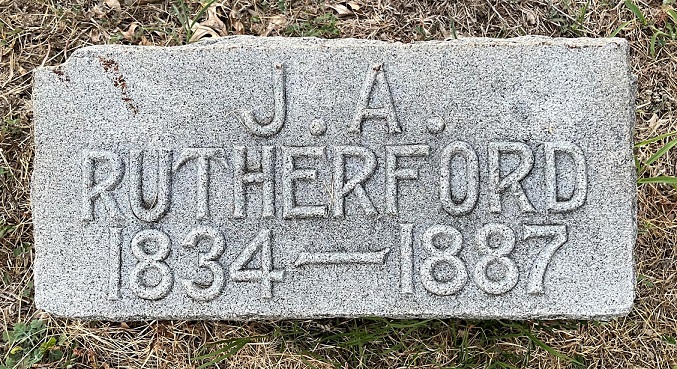 J. A.
RUTHERFORD
1834 — 1887